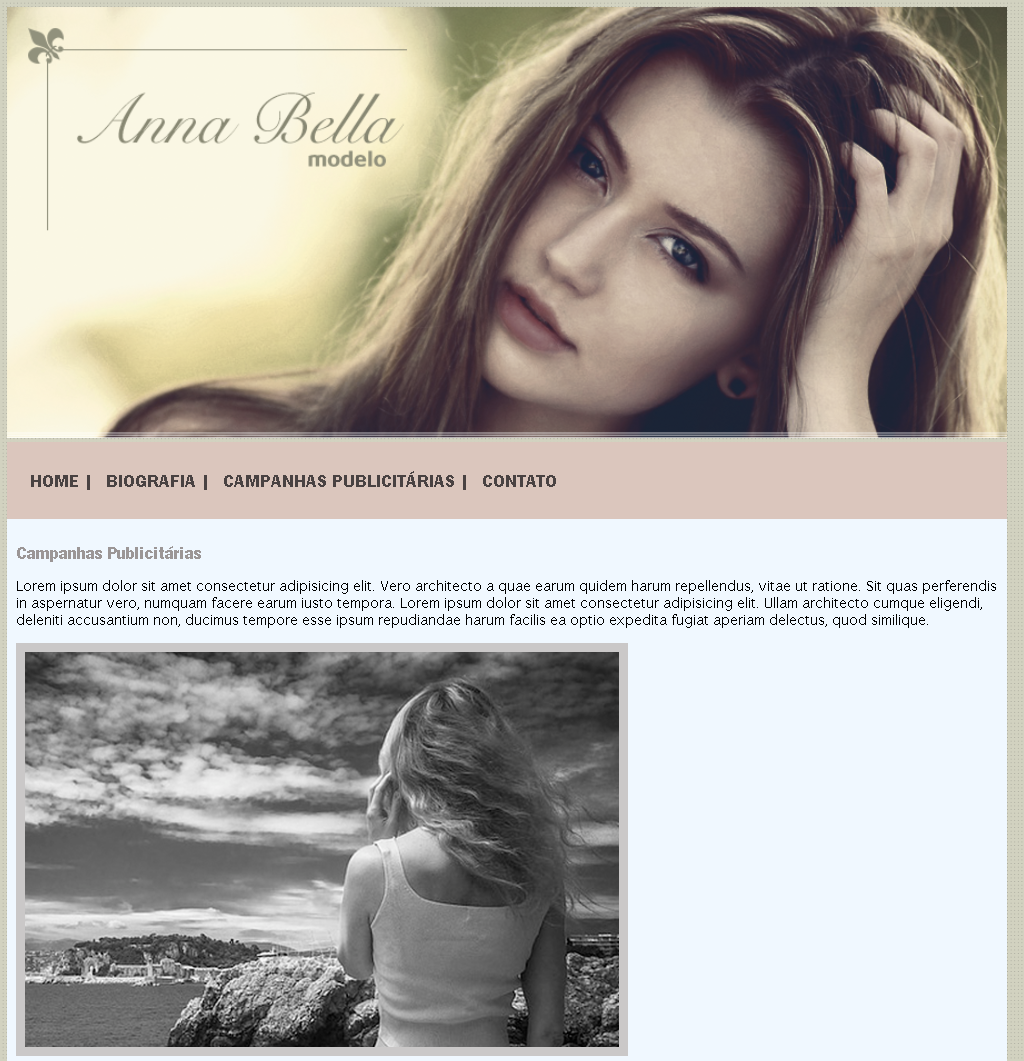 Anna Bella
modelo
HOME | BIOGRAFIA | CAMPANHAS PUBLICITÁRIAS | CONTATO
Campanhas Publicitárias
Lorem ipsum dolor sit amet consectetur adipisicing elit. Vero architecto a quae earum quidem harum repellendus, vitae ut ratione. Sit quas perferendis
in aspernatur vero, numquam facere earum iusto tempora. Lorem ipsum dolor sit amet consectetur adipisicing elit. Ullam architecto cumque eligendi,
deleniti accusantium non, ducimus tempore esse ipsum repudiandae harum facilis ea optio expedita fugiat aperiam delectus, quod similique.